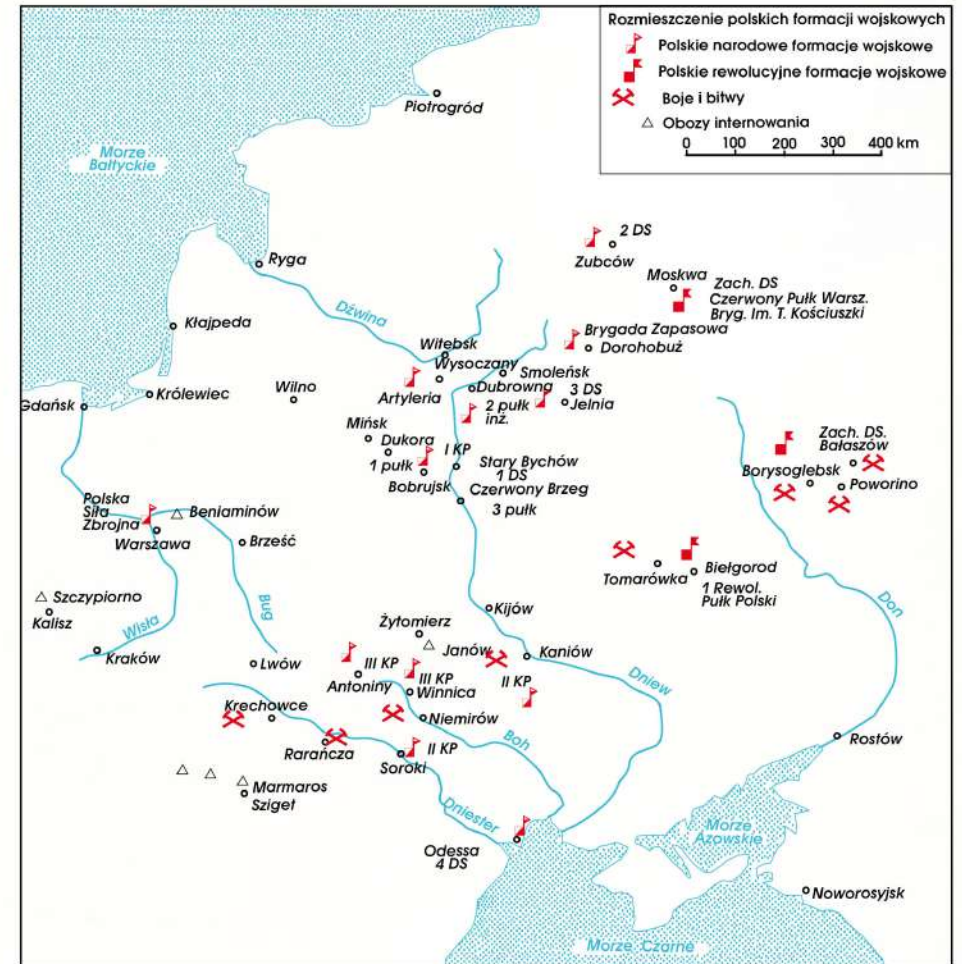 Rozmieszczenie polskich formacji wojskowych
Polskie narodowe formacje wojskowe
Polskie rewolucyjne formacje wojskowe
Boje i bitwy
Obozy internowania
0 100 200 300 400 km
Piotrogród
Morze
Bałtyckie
2 DS
Zubców
Ryga
Moskwa
Zach. DS
Czerwony Pułk Warsz.
Bryg. Im. T. Kościuszki
Dźwina
Kłajpeda
Brygada Zapasowa
Dorohobuż
Witebsk
Wysoczany
Smoleńsk
Artyleria
Dubrowng
3 DS
Jelnia
2 pułk
inż.
Królewiec
Wilno
Gdańsk
Mińsk
Dukora
1 pułk
I KP
Bobrujsk
Stary Bychów
1 DS
Czerwony Brzeg
3 pułk
Zach. DS.
Bałaszów
Borysoglebsk
Poworino
Polska
Siła
Zbrojna
Beniaminów
Warszawa
Brześć
Tomarówka
Biełgorod
1 Rewol.
Pułk Polski
Szczypiorno
Kalisz
Wisła
Bug
Kijów
Don
Żytomierz
Janów
Kaniów
Kraków
Lwów
III KP
Antoniny
III KP
Winnica
II KP
Dniew
Krechowce
Niemirów
Boh
Rarańcza
II KP
Soroki
Rostów
Marmaros
Sziget
Dniester
Morze
Azowskie
Odessa
4 DS
Noworosyjsk
Morze Czarne